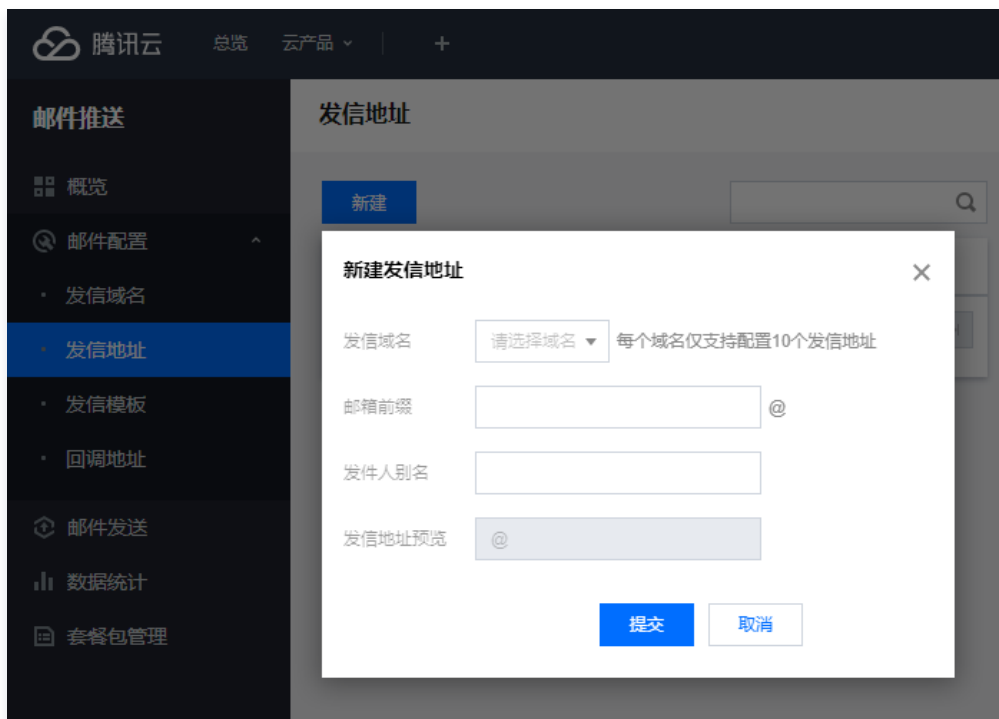 腾讯云 总览 云产品 +
邮件推送
发信地址
概览
新建
邮件配置
新建发信地址
发信域名
发信域名 请选择域名 每个域名仅支持配置10个发信地址
发信地址
邮箱前缀 @
发信模板
发件人别名
回调地址
发信地址预览 @
邮件发送
数据统计
提交 取消
套餐包管理